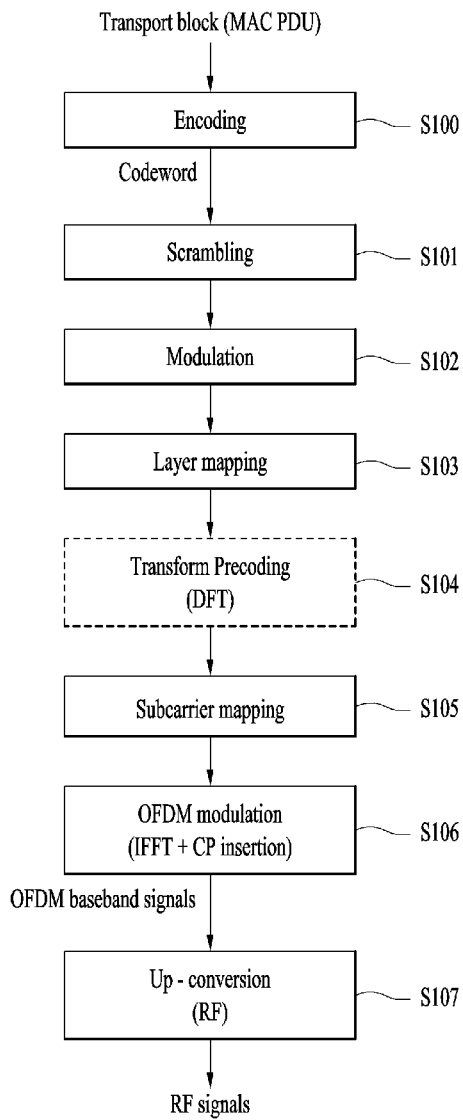 Transport block (MAC PDU)
Encoding
S100
Codeword
Scrambling
S101
Modulation
S102
Layer mapping
S103
Transform Precoding
(DFT)
S104
Subcarrier mapping
S105
OFDM modulation
(IFFT + CP insertion)
S106
OFDM baseband signals
Up - conversion
(RF)
S107
RF signals